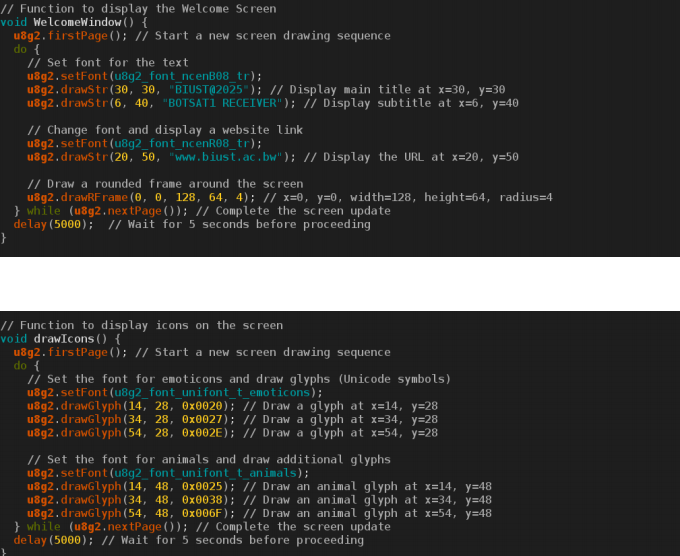 // Function to display the Welcome Screen
void WelcomeWindow() {
  u8g2.firstPage(); // Start a new screen drawing sequence
  do {
    // Set font for the text
    u8g2.setFont(u8g2_font_ncenB08_tr);
    u8g2.drawStr(30, 30, "BIUST@2025"); // Display main title at x=30, y=30
    u8g2.drawStr(6, 40, "BOTSAT1 RECEIVER"); // Display subtitle at x=6, y=40

    // Change font and display a website link
    u8g2.setFont(u8g2_font_ncenR08_tr);
    u8g2.drawStr(20, 50, "www.biust.ac.bw"); // Display the URL at x=20, y=50

    // Draw a rounded frame around the screen
    u8g2.drawRFrame(0, 0, 128, 64, 4); // x=0, y=0, width=128, height=64, radius=4
  } while (u8g2.nextPage()); // Complete the screen update
  delay(5000);  // Wait for 5 seconds before proceeding
}

// Function to display icons on the screen
void drawIcons() {
  u8g2.firstPage(); // Start a new screen drawing sequence
  do {
    // Set the font for emoticons and draw glyphs (Unicode symbols)
    u8g2.setFont(u8g2_font_unifont_t_emoticons);
    u8g2.drawGlyph(14, 28, 0x0020); // Draw a glyph at x=14, y=28
    u8g2.drawGlyph(34, 28, 0x0027); // Draw a glyph at x=34, y=28
    u8g2.drawGlyph(54, 28, 0x002E); // Draw a glyph at x=54, y=28

    // Set the font for animals and draw additional glyphs
    u8g2.setFont(u8g2_font_unifont_t_animals);
    u8g2.drawGlyph(14, 48, 0x0025); // Draw an animal glyph at x=14, y=48
    u8g2.drawGlyph(34, 48, 0x0038); // Draw an animal glyph at x=34, y=48
    u8g2.drawGlyph(54, 48, 0x006F); // Draw an animal glyph at x=54, y=48
  } while (u8g2.nextPage()); // Complete the screen update
  delay(5000); // Wait for 5 seconds before proceeding
}